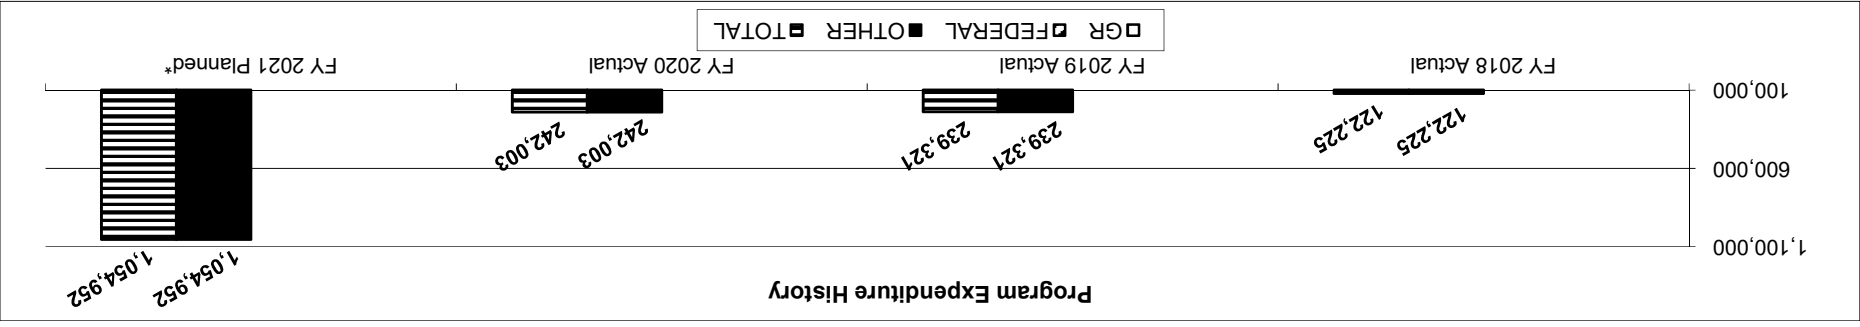 Program Expenditure History
1,100,000
600,000
100,000
122,225
122,225
239,321
239,321
242,003
242,003
1,054,952
1,054,952
FY 2018 Actual
FY 2019 Actual
FY 2020 Actual
FY 2021 Planned*
GR FEDERAL OTHER TOTAL